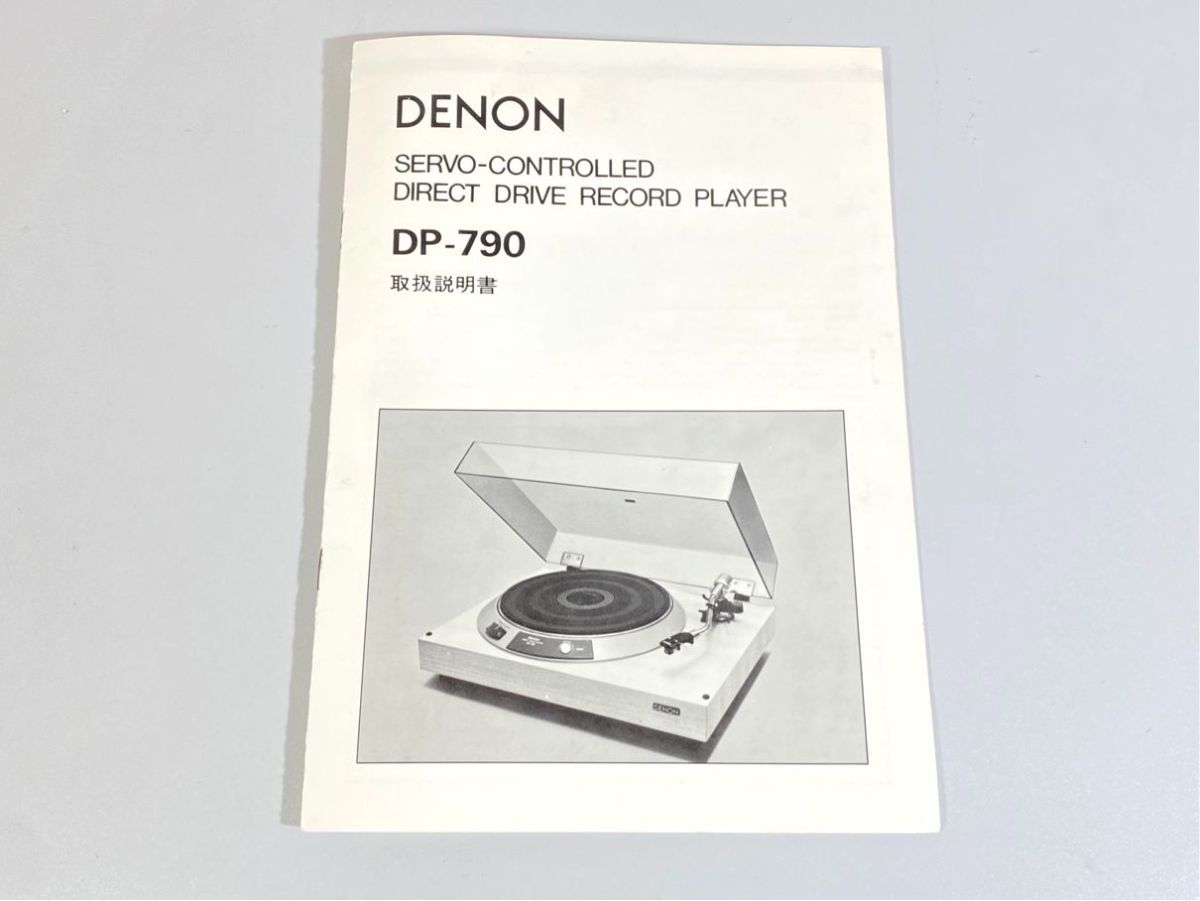 DENON
SERVO-CONTROLLED
DIRECT DRIVE RECORD PLAYER
DP-790
取扱説明書
DENON